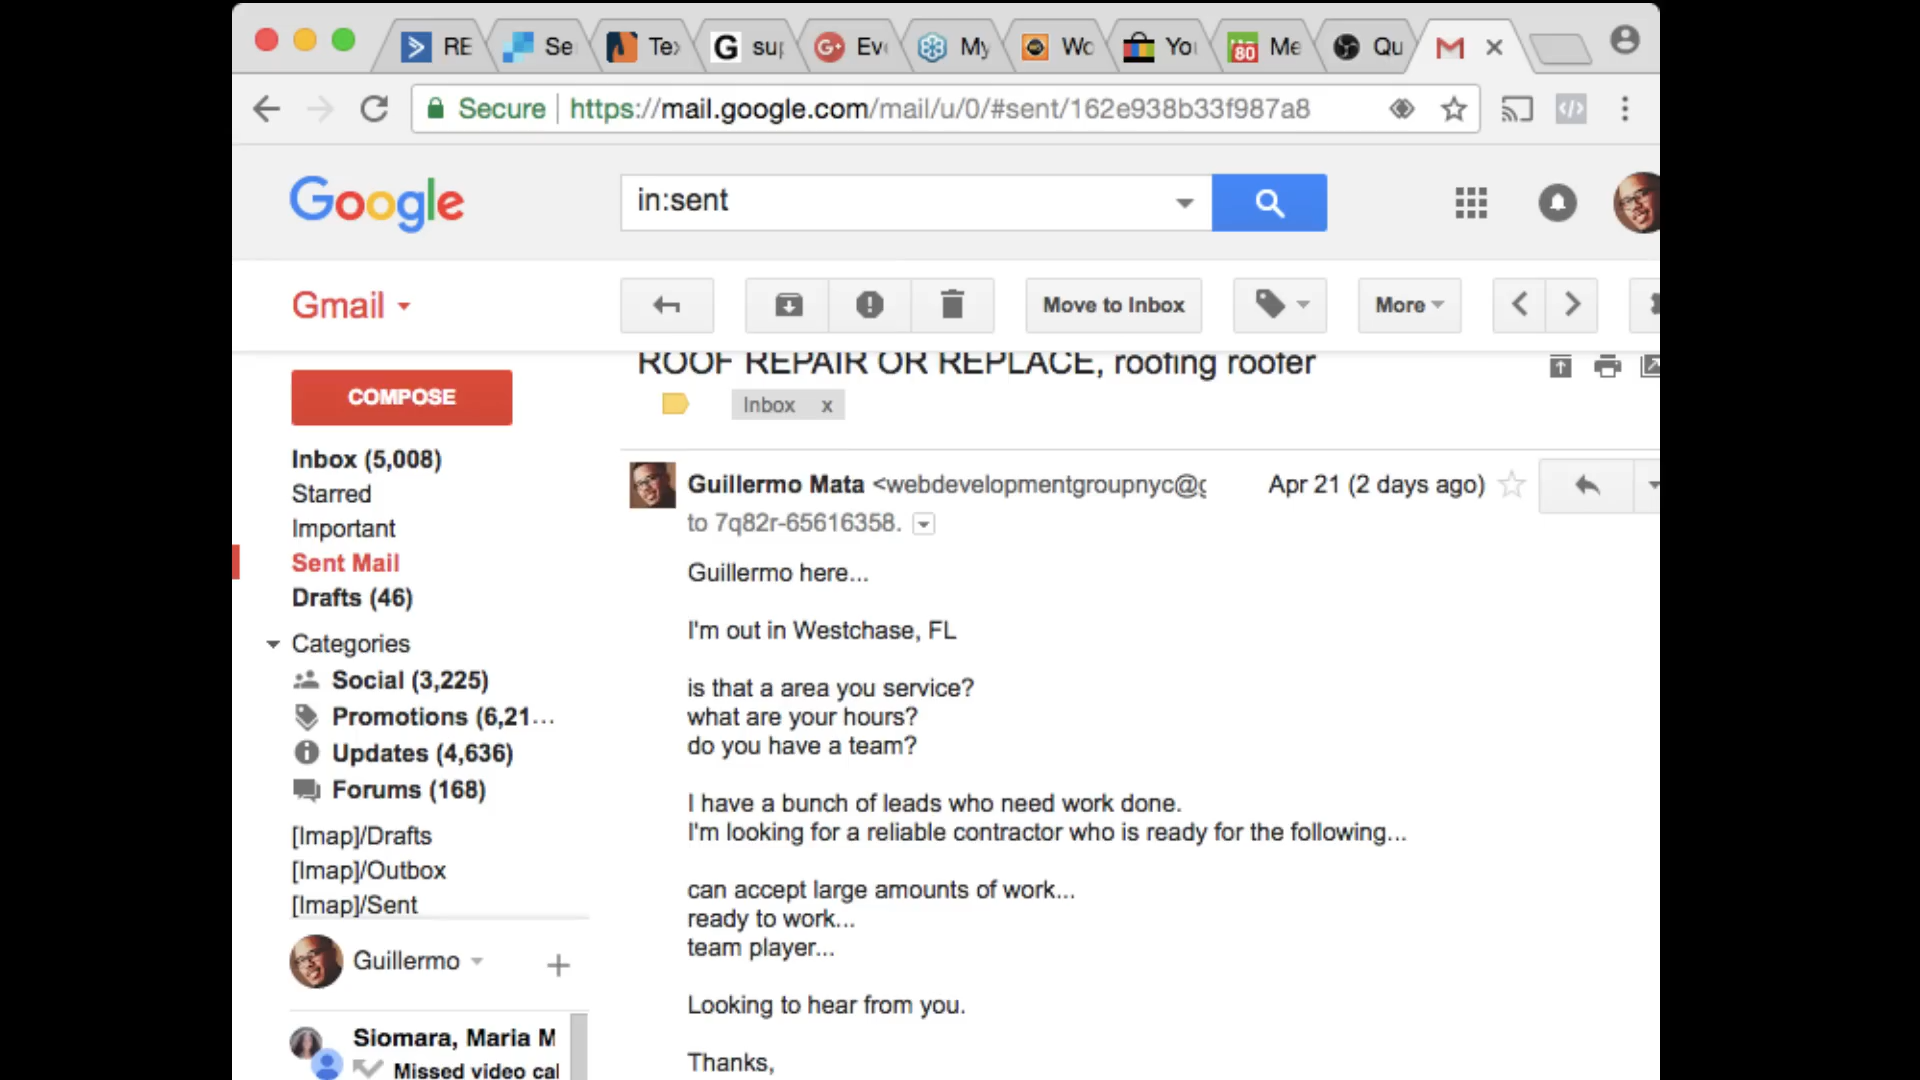 RE
Se
Te
G
su
G+
Ev
My
Wo
Yo
80
Me
Qu
Secure
https://mail.google.com/mail/u/0/#sent/162e938b33f987a8
Google
in:sent
Gmail
Move to Inbox
More
COMPOSE
ROOF REPAIR OR REPLACE, roofing roofer
Inbox x
Inbox (5,008)
Starred
Important
Sent Mail
Drafts (46)
Categories
Social (3,225)
Promotions (6,21...
Updates (4,636)
Forums (168)
[Imap]/Drafts
[Imap]/Outbox
[Imap]/Sent
Guillermo
Siomara, Maria M
Missed video cal
Guillermo Mata <webdevelopmentgroupnyc@g
Apr 21 (2 days ago)
to 7q82r-65616358.
Guillermo here...
I'm out in Westchase, FL
is that a area you service?
what are your hours?
do you have a team?
I have a bunch of leads who need work done.
I'm looking for a reliable contractor who is ready for the following...
can accept large amounts of work...
ready to work...
team player...
Looking to hear from you.
Thanks,